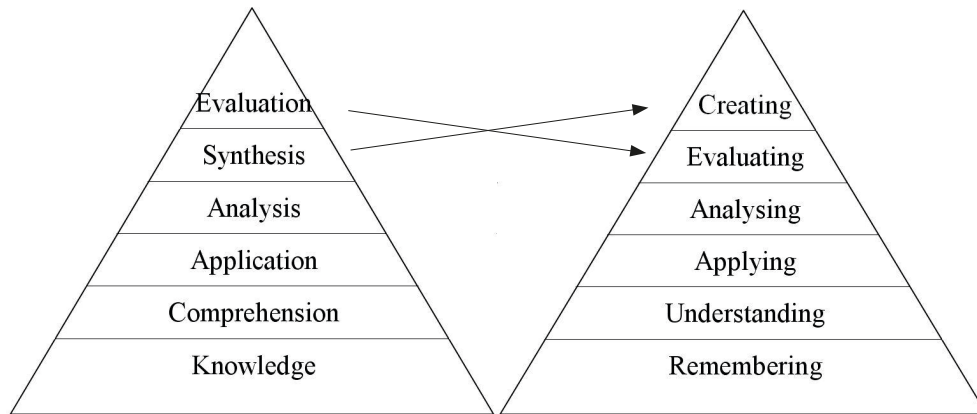 Evaluation
Synthesis
Analysis
Application
Comprehension
Knowledge
Creating
Evaluating
Analysing
Applying
Understanding
Remembering